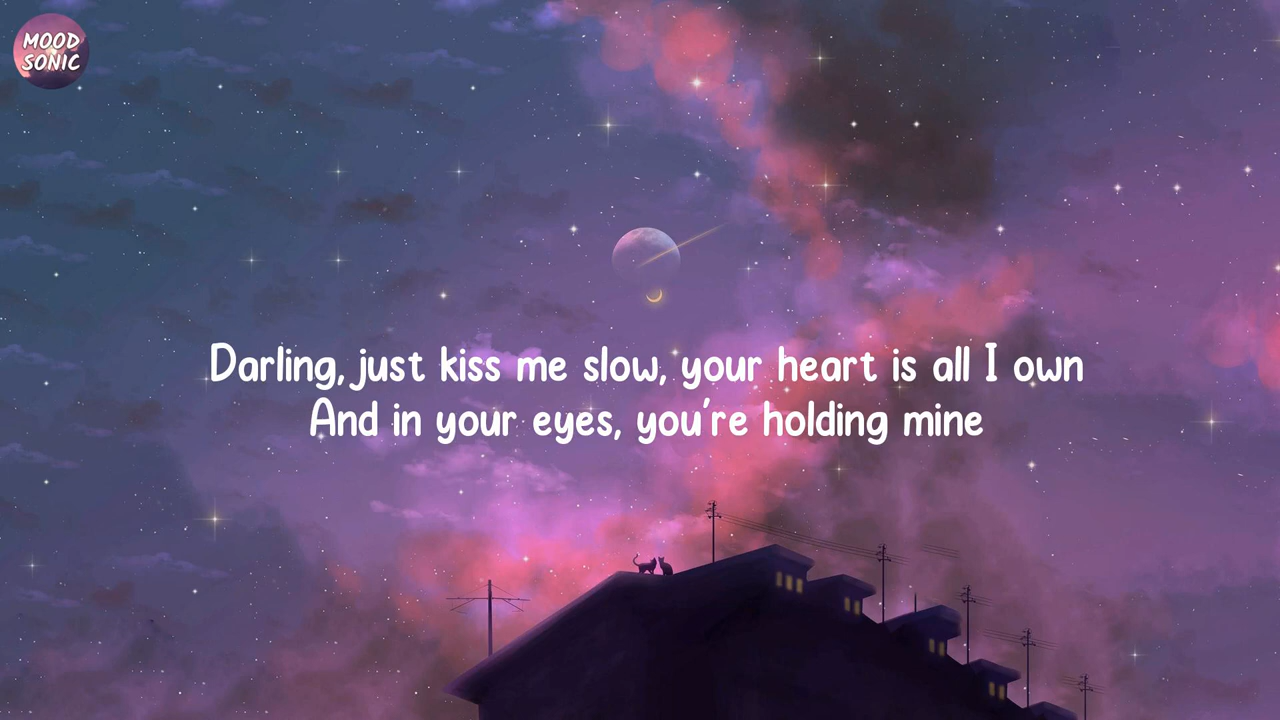 MOOD
SONIC
Darling, just kiss me slow, your heart is all I own
And in your eyes, you're holding mine